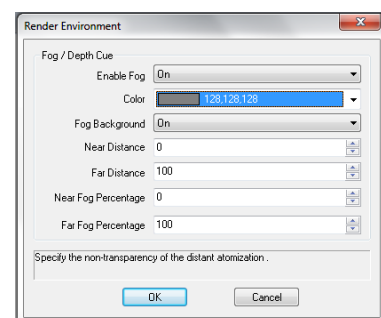 Render Environment
Fog / Depth Cue
Enable Fog On
Color 128,128,128
Fog Background On
Near Distance 0
Far Distance 100
Near Fog Percentage 0
Far Fog Percentage 100
Specify the non-transparency of the distant atomization .
OK Cancel